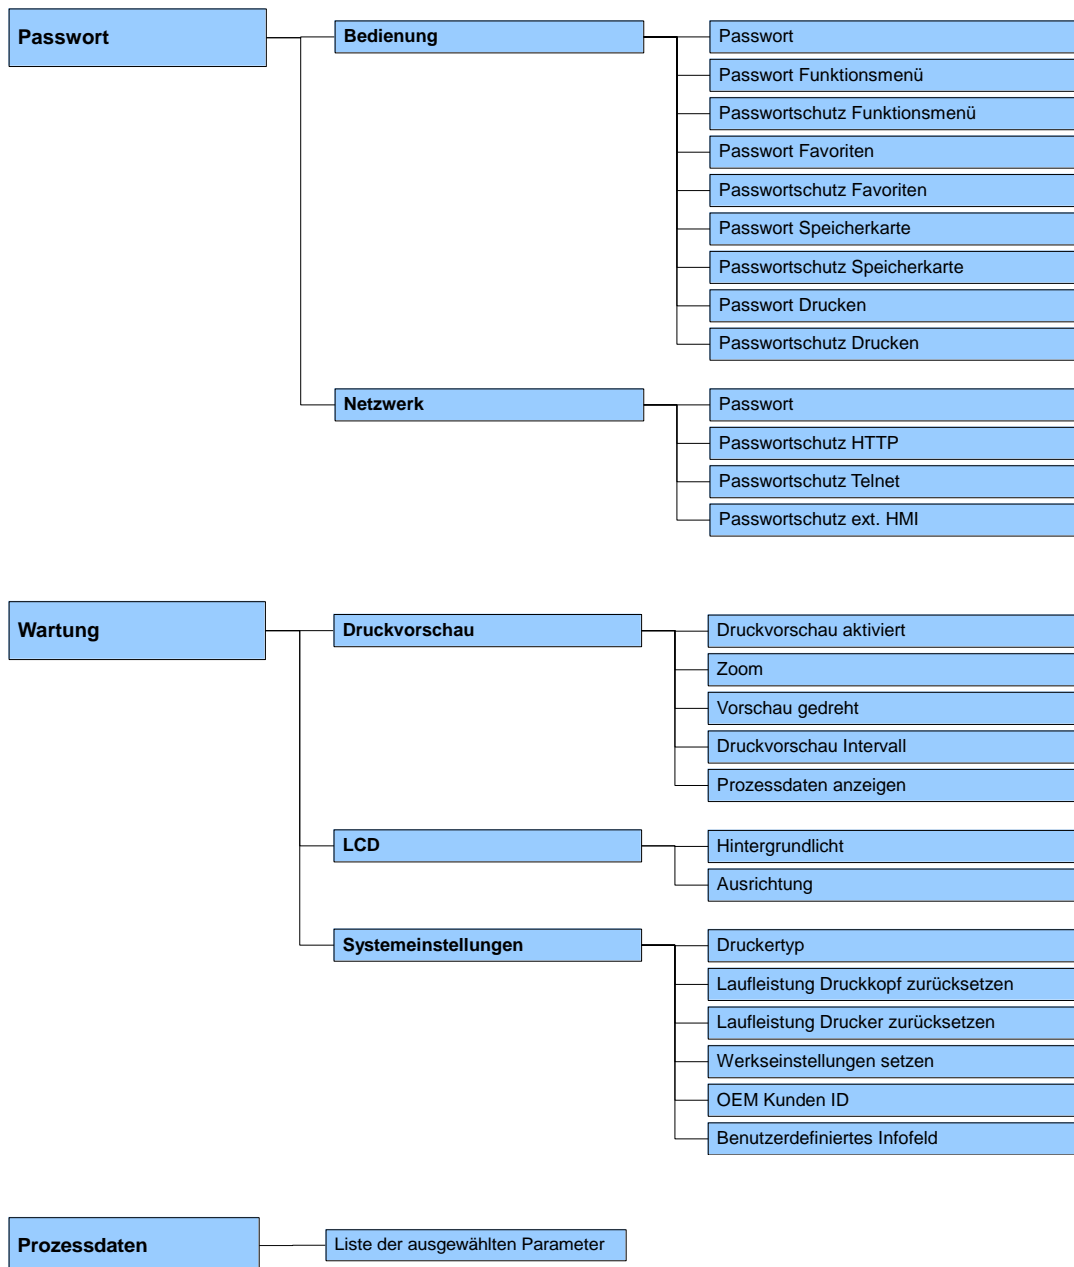 Passwort
Bedienung
Passwort
Passwort Funktionsmenü
Passwortschutz Funktionsmenü
Passwort Favoriten
Passwortschutz Favoriten
Passwort Speicherkarte
Passwortschutz Speicherkarte
Passwort Drucken
Passwortschutz Drucken
Netzwerk
Passwort
Passwortschutz HTTP
Passwortschutz Telnet
Passwortschutz ext. HMI
Wartung
Druckvorschau
Druckvorschau aktiviert
Zoom
Vorschau gedreht
Druckvorschau Intervall
Prozessdaten anzeigen
LCD
Hintergrundlicht
Ausrichtung
Systemeinstellungen
Druckertyp
Laufleistung Druckkopf zurücksetzen
Laufleistung Drucker zurücksetzen
Werkseinstellungen setzen
OEM Kunden ID
Benutzerdefiniertes Infofeld
Prozessdaten
Liste der ausgewählten Parameter